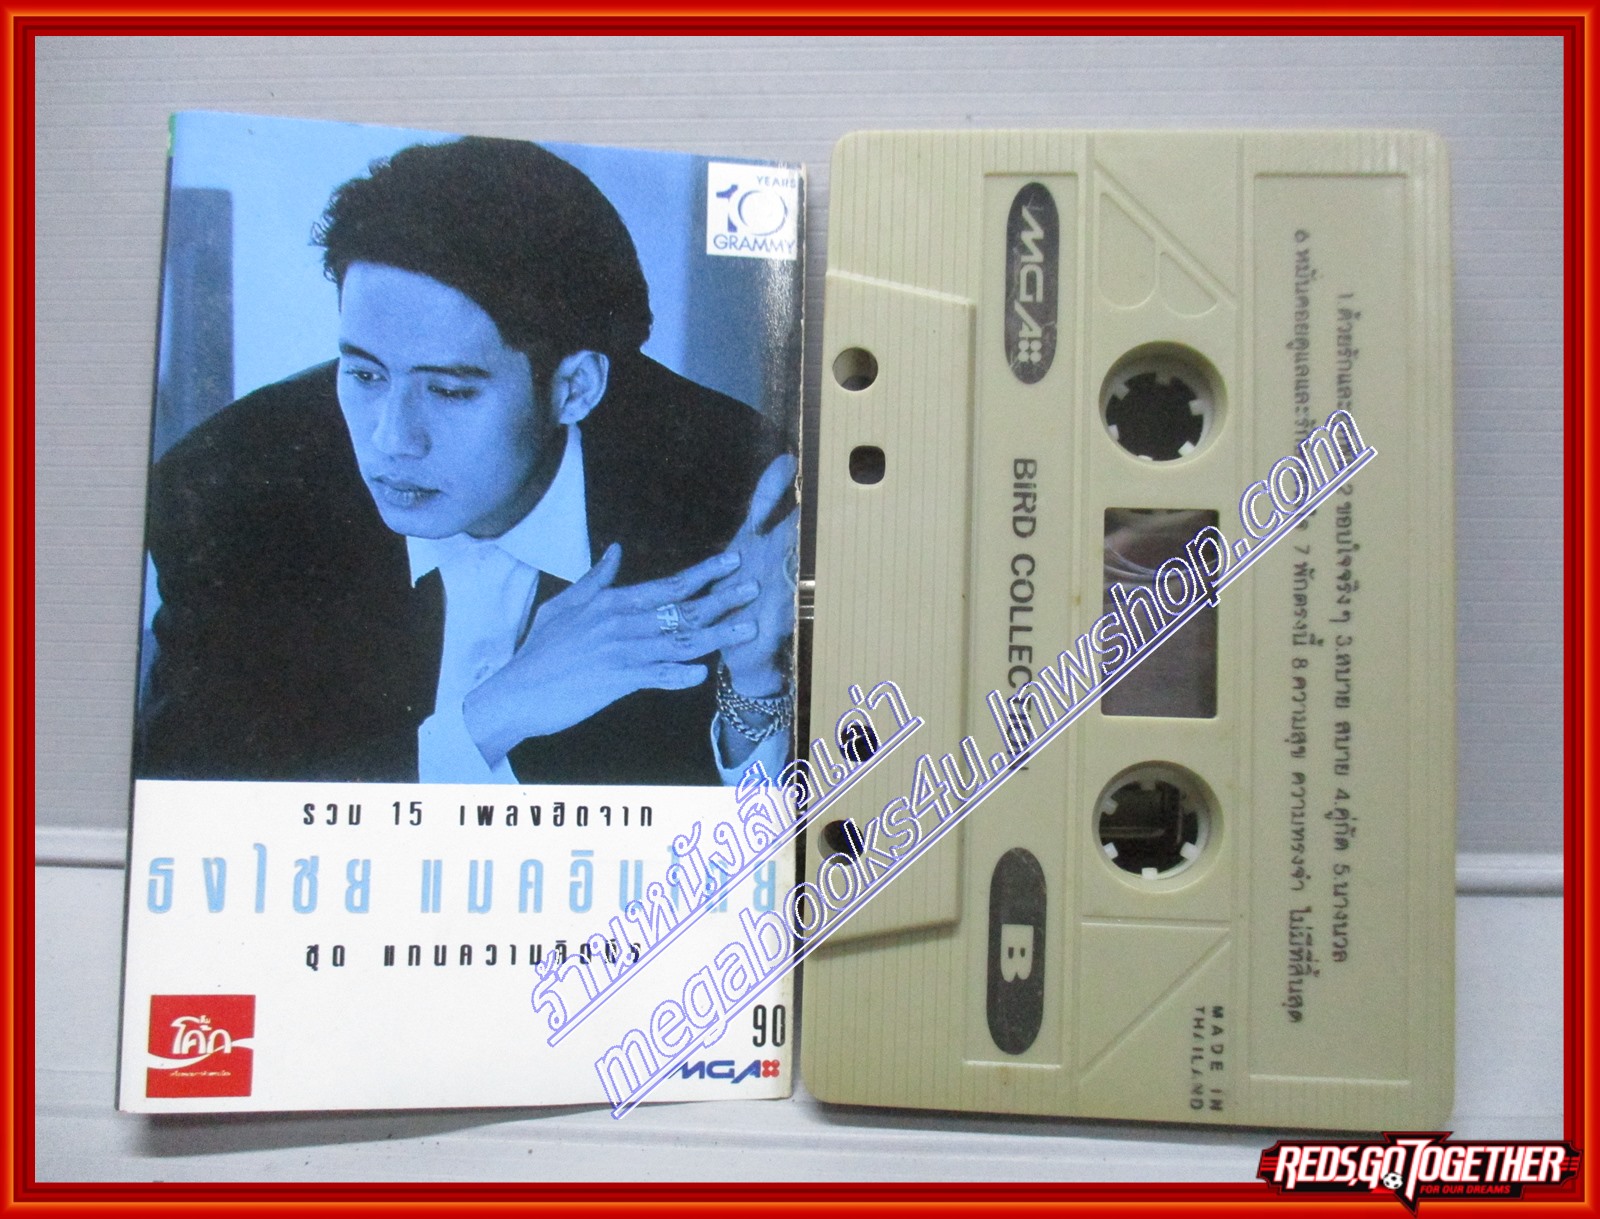 YEARS
10
GRAMMY
รวม 15 เพลงฮิตจาก
ธงไชย แมคอินไตย
ชุด แทนความคิดถึง
โค้ก
90
MGA
MGA
BiRD COLLECTION
B
MADE IN
THAILAND
1.ด้วยรักและ 2 ขอบใจจริงๆ 3.สบาย สบาย 4.คู่กัด 5.นางนวล
6.หมั่นคอยดูแลและรัก 7 พักตรงนี้ 8 ความสุข ความทรงจำ ไม่มีที่สิ้นสุด
ร้านหนังสือเก่า
megabooks4u.lnwshop.com
REDS,GO TOGETHER
FOR OUR DREAMS